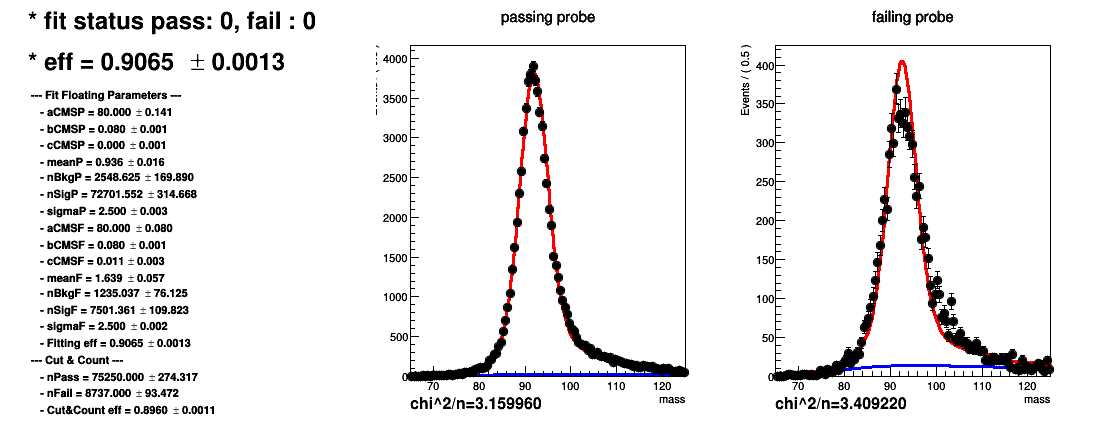 * fit status pass: 0, fail : 0
* eff = 0.9065 ± 0.0013
--- Fit Floating Parameters ---
- aCMSP = 80.000 ± 0.141
- bCMSP = 0.080 ± 0.001
- cCMSP = 0.000 ± 0.001
- meanP = 0.936 ± 0.016
- nBkgP = 2548.625 ± 169.890
- nSigP = 72701.552 ± 314.668
- sigmaP = 2.500 ± 0.003
- aCMSF = 80.000 ± 0.080
- bCMSF = 0.080 ± 0.001
- cCMSF = 0.011 ± 0.003
- meanF = 1.639 ± 0.057
- nBkgF = 1235.037 ± 76.125
- nSigF = 7501.361 ± 109.823
- sigmaF = 2.500 ± 0.002
- Fitting eff = 0.9065 ± 0.0013
--- Cut & Count ---
- nPass = 75250.000 ± 274.317
- nFail = 8737.000 ± 93.472
- Cut&Count eff = 0.8960 ± 0.0011
passing probe
4000
3500
3000
2500
2000
1500
1000
500
0
70 80 90 100 110 120
mass
chi^2/n=3.159960
failing probe
Events / ( 0.5 )
400
350
300
250
200
150
100
50
0
70 80 90 100 110 120
mass
chi^2/n=3.409220